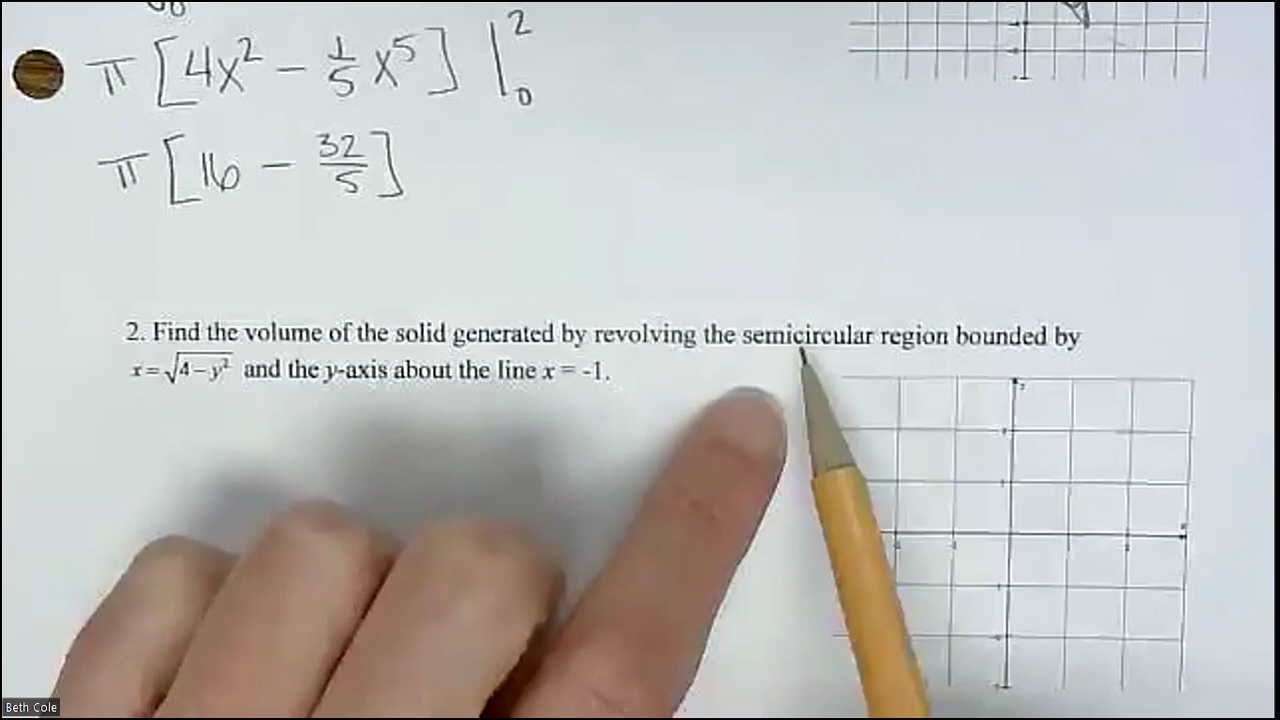 π [4x² − 1/5 x⁵] |₀²
π [16 − 32/5]
2. Find the volume of the solid generated by revolving the semicircular region bounded by
x = √4 − y² and the y-axis about the line x = -1.
Beth Cole